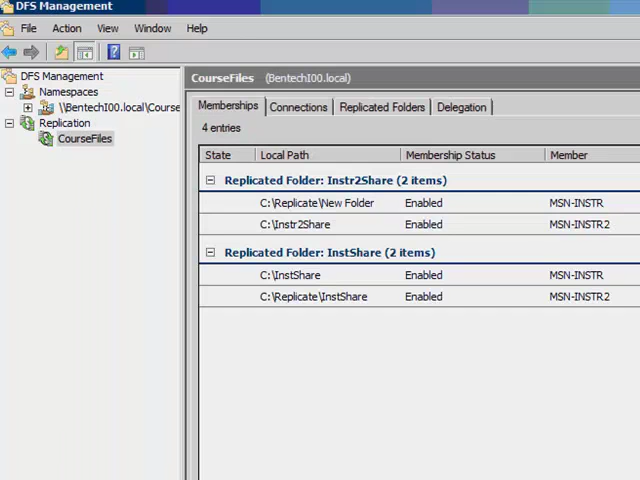 DFS Management
File Action View Window Help
DFS Management
Namespaces
\\BentechI00.local\Course
Replication
CourseFiles
CourseFiles (BentechI00.local)
Memberships Connections Replicated Folders Delegation
4 entries
State Local Path Membership Status Member
Replicated Folder: Instr2Share (2 items)
C:\Replicate\New Folder Enabled MSN-INSTR
C:\Instr2Share Enabled MSN-INSTR2
Replicated Folder: InstShare (2 items)
C:\InstShare Enabled MSN-INSTR
C:\Replicate\InstShare Enabled MSN-INSTR2